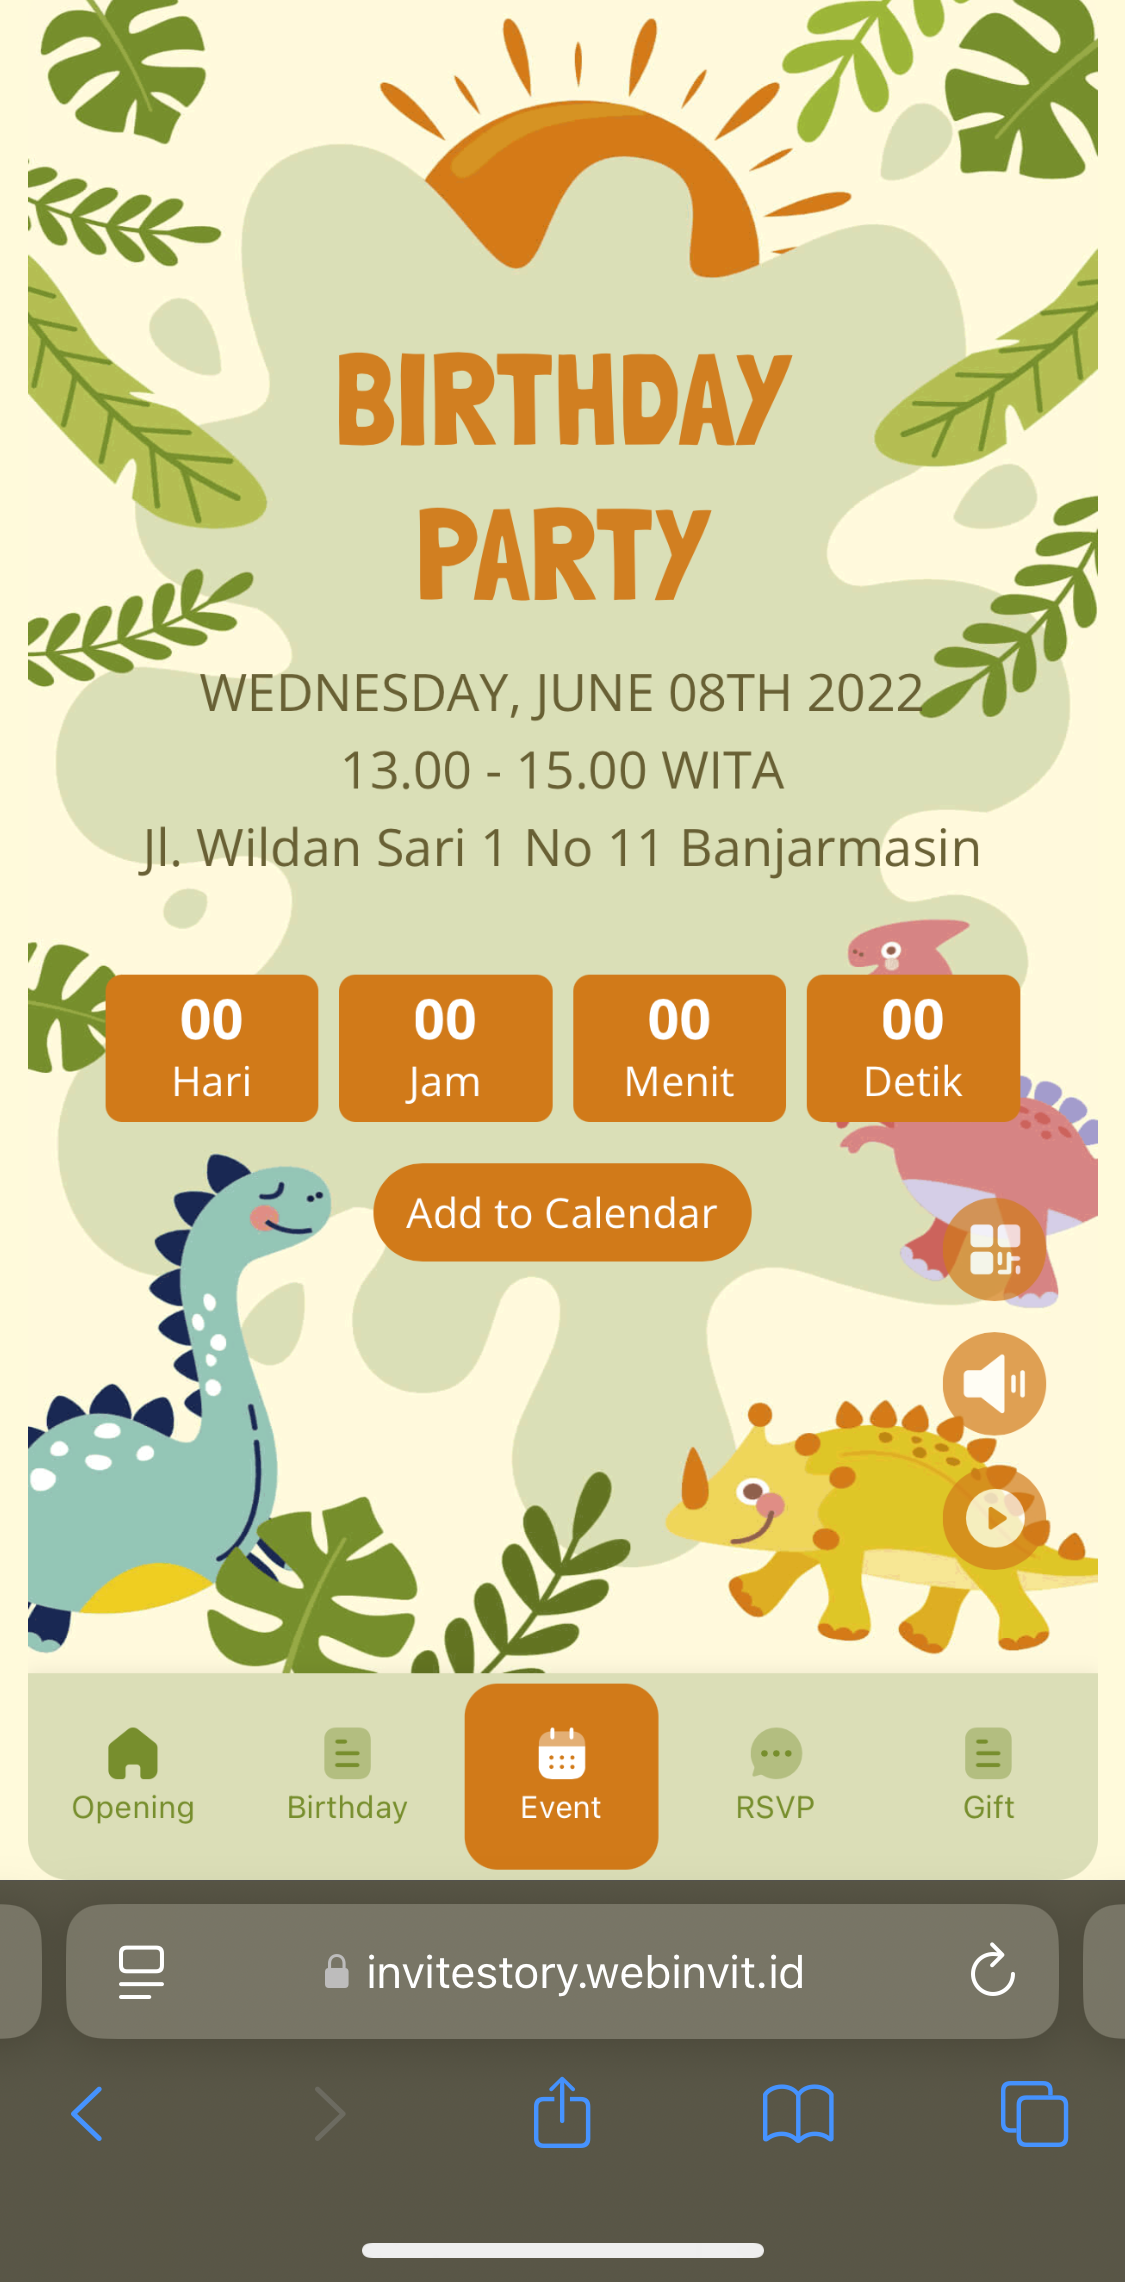 BIRTHDAY
PARTY
WEDNESDAY, JUNE 08TH 2022
13.00 - 15.00 WITA
Jl. Wildan Sari 1 No 11 Banjarmasin
00 00 00 00
Hari Jam Menit Detik
Add to Calendar
Opening Birthday Event RSVP Gift
invitestory.webinvit.id